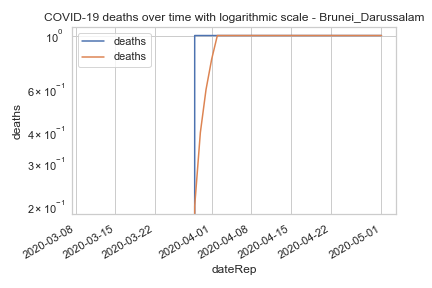 COVID-19 deaths over time with logarithmic scale - Brunei_Darussalam
10⁰
deaths
deaths
6 × 10⁻¹
4 × 10⁻¹
3 × 10⁻¹
2 × 10⁻¹
deaths
2020-03-08
2020-03-15
2020-03-22
2020-04-01
2020-04-08
2020-04-15
2020-04-22
2020-05-01
dateRep